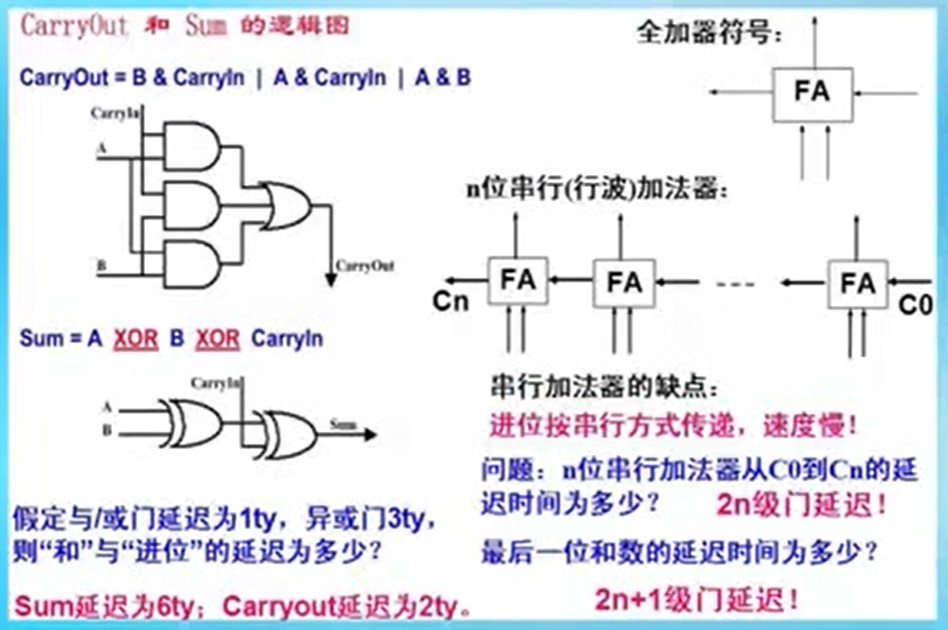 CarryOut 和 Sum 的逻辑图
CarryOut = B & CarryIn | A & CarryIn | A & B
CarryIn
A
B
CarryOut
Sum = A XOR B XOR CarryIn
CarryIn
A
B
Sum
假定与/或门延迟为1ty，异或门3ty，
则“和”与“进位”的延迟为多少？
Sum延迟为6ty；Carryout延迟为2ty。
全加器符号：
FA
n位串行(行波)加法器：
FA
FA
---
FA
Cn
C0
串行加法器的缺点：
进位按串行方式传递，速度慢！
问题：n位串行加法器从C0到Cn的延
迟时间为多少？ 2n级门延迟！
最后一位和数的延迟时间为多少？
2n+1级门延迟！